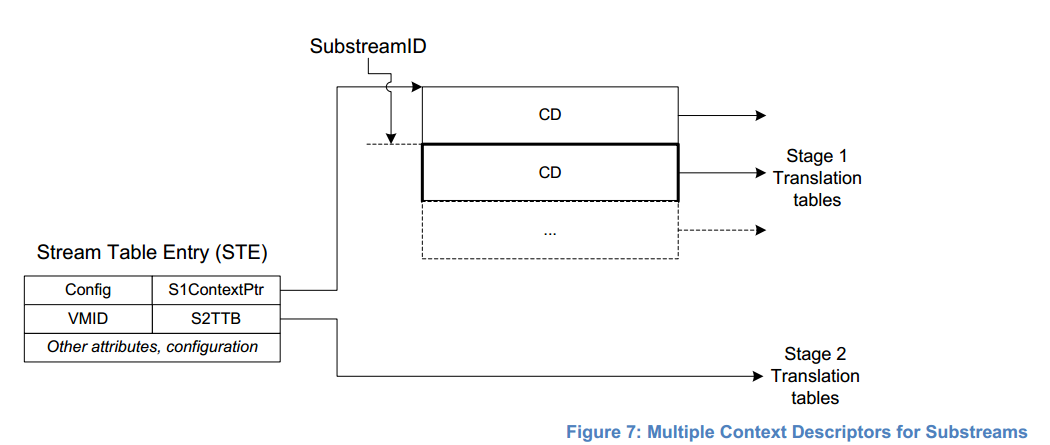 SubstreamID
CD
CD
...
Stage 1
Translation
tables
Stream Table Entry (STE)
Config S1ContextPtr
VMID S2TTB
Other attributes, configuration
Stage 2
Translation
tables
Figure 7: Multiple Context Descriptors for Substreams